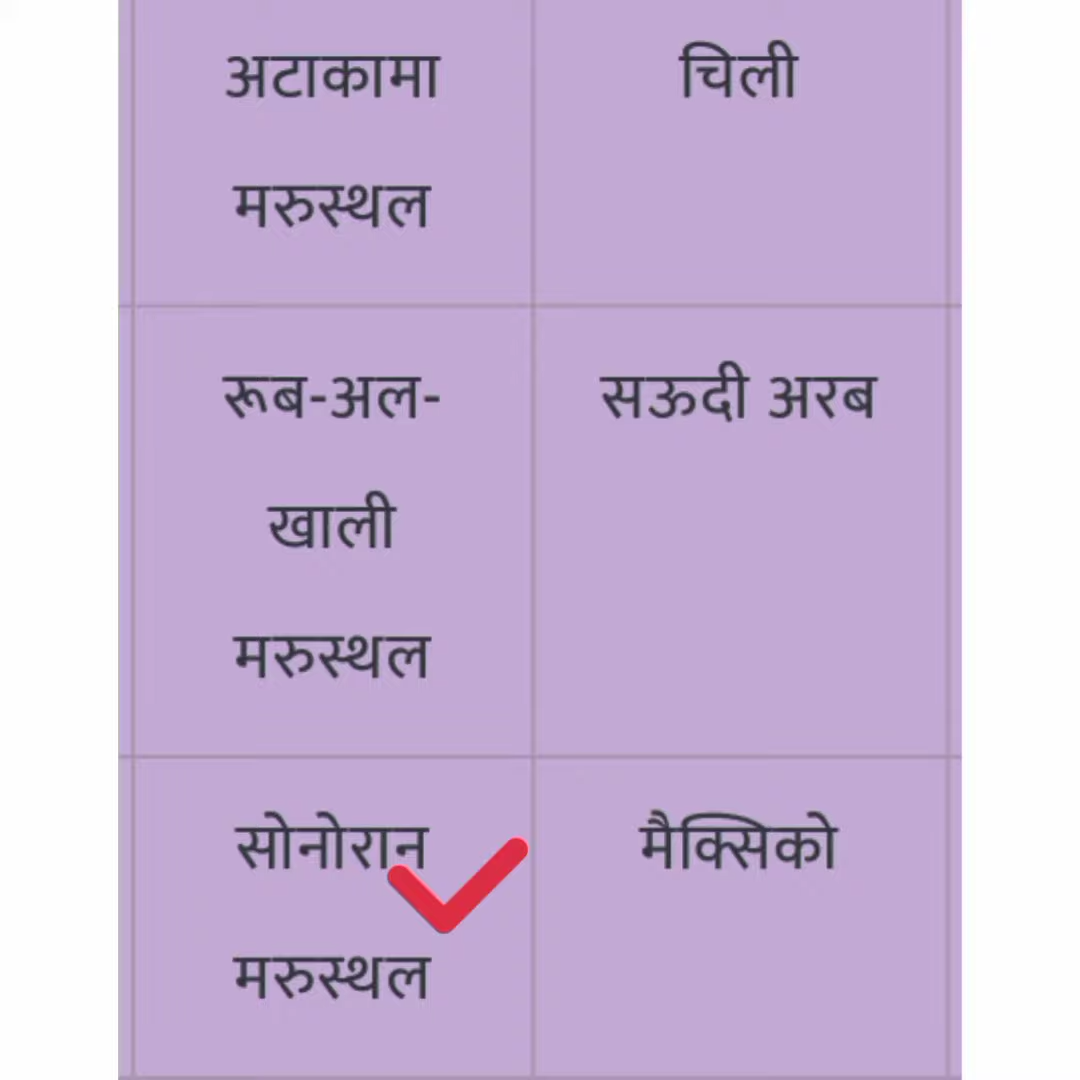 अटाकामा चिली
मरुस्थल
रूब-अल- सऊदी अरब
खाली
मरुस्थल
सोनोरान मैक्सिको
मरुस्थल